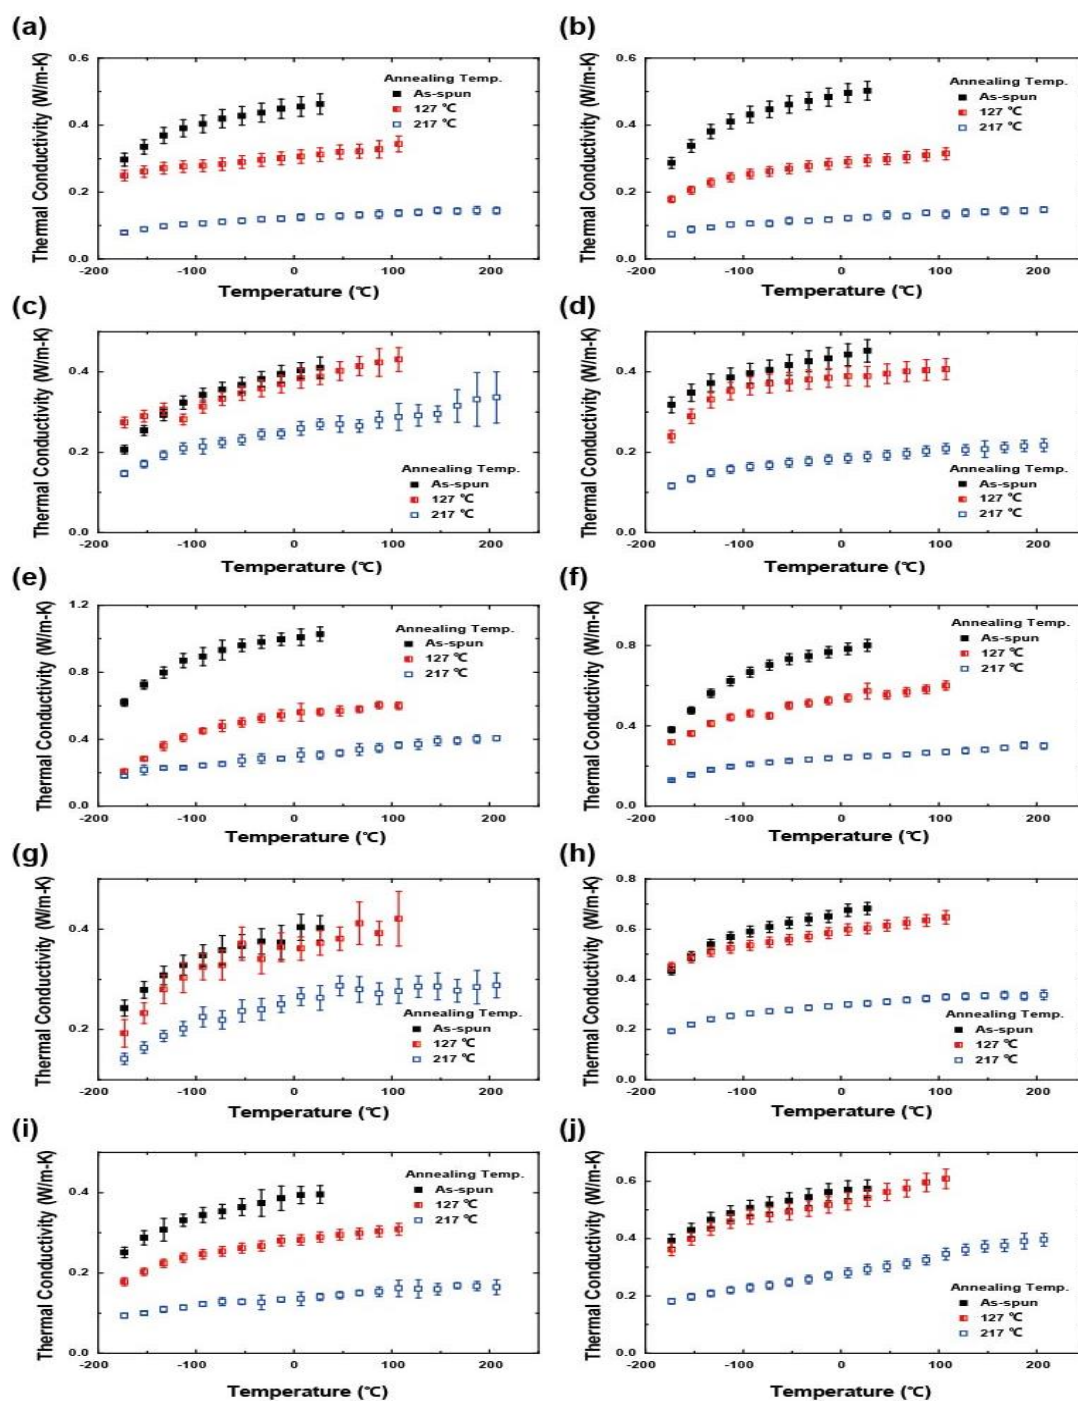 (a)
Thermal Conductivity (W/m-K)
0.6
0.4
0.2
0.0
Annealing Temp.
As-spun
127 ℃
217 ℃
-200
-100
0
100
200
Temperature (℃)
(b)
Thermal Conductivity (W/m-K)
0.6
0.4
0.2
0.0
Annealing Temp.
As-spun
127 ℃
217 ℃
-200
-100
0
100
200
Temperature (℃)
(c)
Thermal Conductivity (W/m-K)
0.4
0.2
0.0
Annealing Temp.
As-spun
127 ℃
217 ℃
-200
-100
0
100
200
Temperature (℃)
(d)
Thermal Conductivity (W/m-K)
0.4
0.2
0.0
Annealing Temp.
As-spun
127 ℃
217 ℃
-200
-100
0
100
200
Temperature (℃)
(e)
Thermal Conductivity (W/m-K)
1.2
0.8
0.4
0.0
Annealing Temp.
As-spun
127 ℃
217 ℃
-200
-100
0
100
200
Temperature (℃)
(f)
Thermal Conductivity (W/m-K)
0.8
0.4
0.0
Annealing Temp.
As-spun
127 ℃
217 ℃
-200
-100
0
100
200
Temperature (℃)
(g)
Thermal Conductivity (W/m-K)
0.4
0.2
Annealing Temp.
As-spun
127 ℃
217 ℃
-200
-100
0
100
200
Temperature (℃)
(h)
Thermal Conductivity (W/m-K)
0.8
0.6
0.4
0.2
0.0
Annealing Temp.
As-spun
127 ℃
217 ℃
-200
-100
0
100
200
Temperature (℃)
(i)
Thermal Conductivity (W/m-K)
0.4
0.2
0.0
Annealing Temp.
As-spun
127 ℃
217 ℃
-200
-100
0
100
200
Temperature (℃)
(j)
Thermal Conductivity (W/m-K)
0.6
0.4
0.2
0.0
Annealing Temp.
As-spun
127 ℃
217 ℃
-200
-100
0
100
200
Temperature (℃)